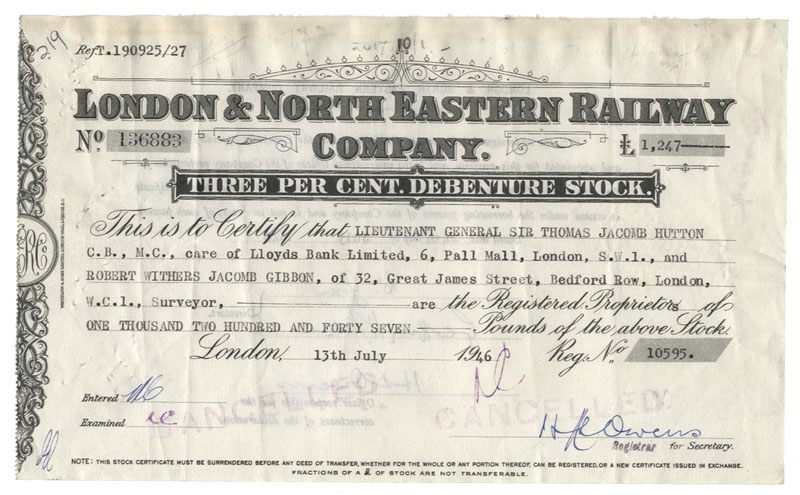 219
Ref.T.190925/27
LONDON & NORTH EASTERN RAILWAY
No 136883
COMPANY.
£ 1,247
THREE PER CENT. DEBENTURE STOCK.
This is to Certify that LIEUTENANT GENERAL SIR THOMAS JACOMB HUTTON
C.B., M.C., care of Lloyds Bank Limited, 6, Pall Mall, London, S.W.1., and
ROBERT WITHERS JACOMB GIBBON, of 32, Great James Street, Bedford Row, London,
W.C.1., Surveyor, are the Registered Proprietors of
ONE THOUSAND TWO HUNDRED AND FORTY SEVEN Pounds of the above Stock.
London, 13th July 1946 Reg. No 10595.
Entered
Examined
CANCELLED CANCELLED
H R Owens
Registrar for Secretary.
NOTE: THIS STOCK CERTIFICATE MUST BE SURRENDERED BEFORE ANY DEED OF TRANSFER, WHETHER FOR THE WHOLE OR ANY PORTION THEREOF, CAN BE REGISTERED, OR A NEW CERTIFICATE ISSUED IN EXCHANGE.
FRACTIONS OF A £ OF STOCK ARE NOT TRANSFERABLE.